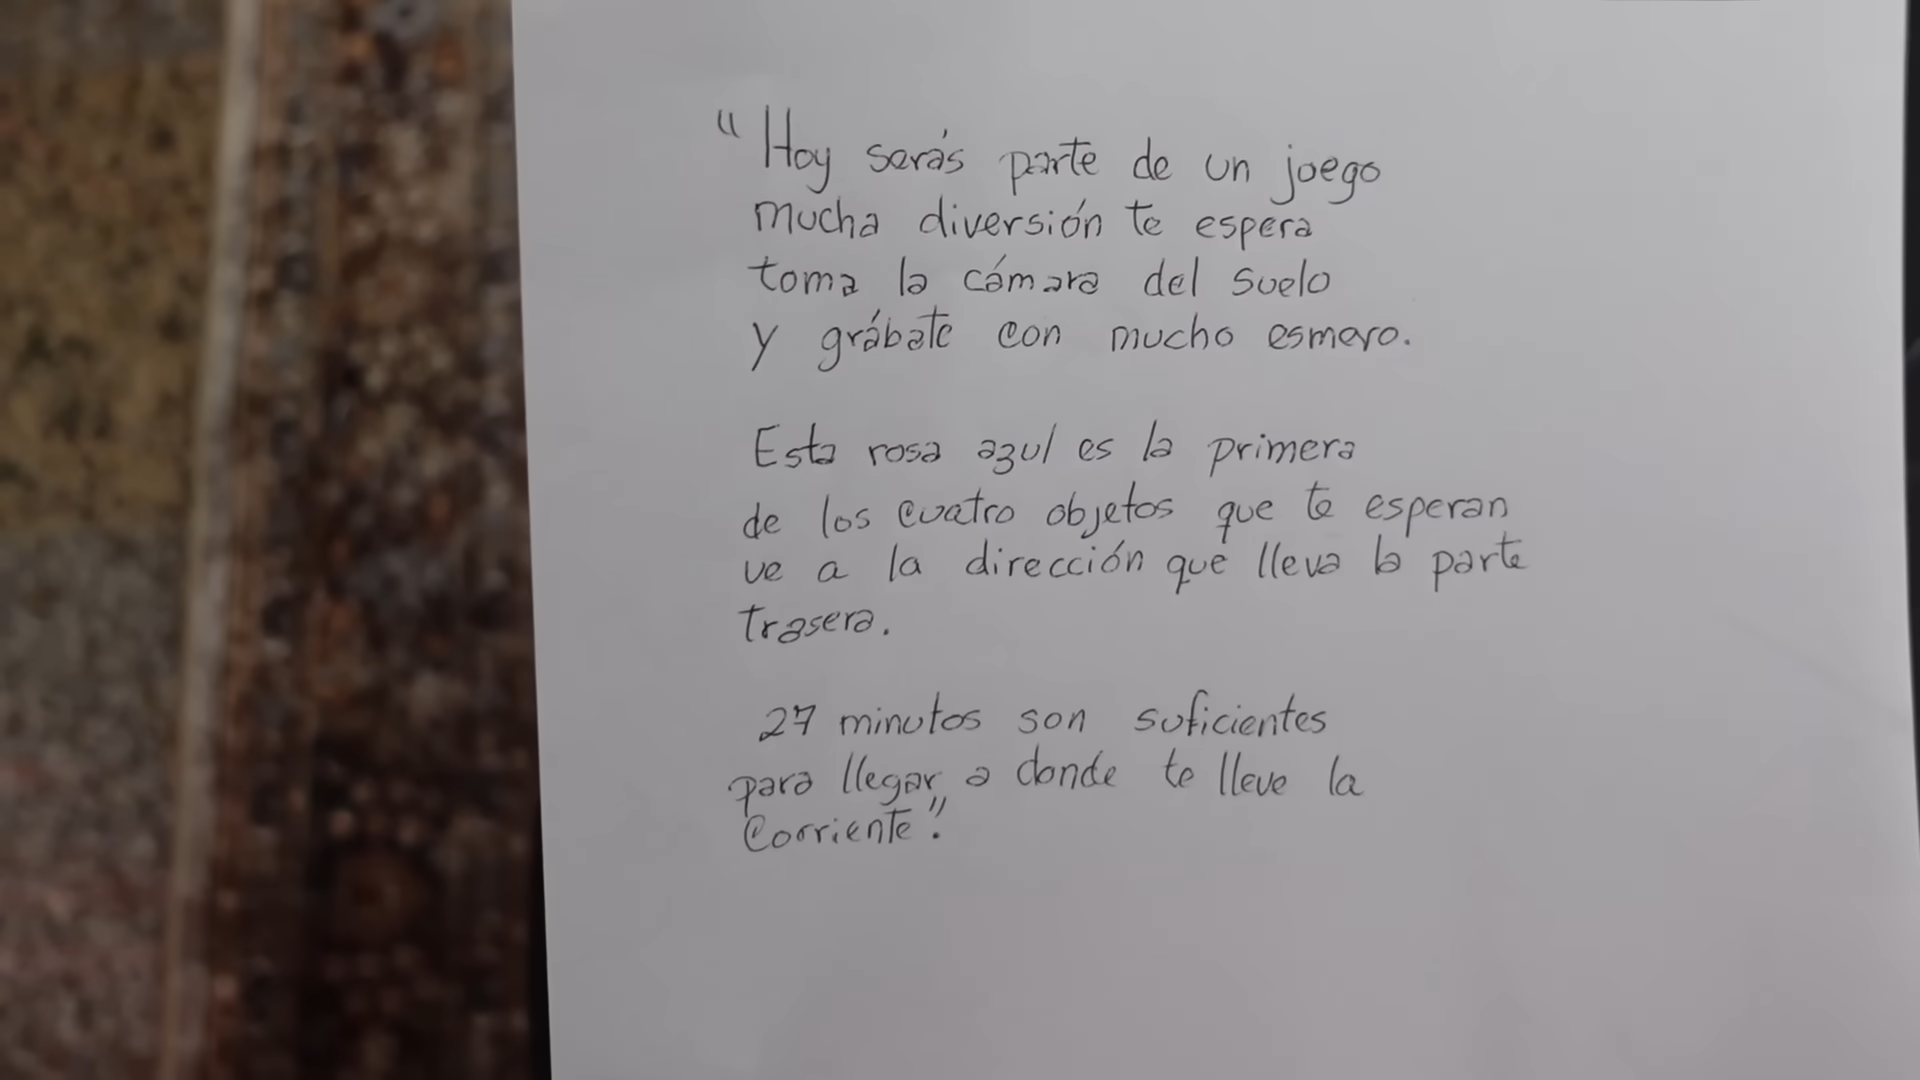 "Hoy serás parte de un juego
mucha diversión te espera
toma la cámara del suelo
y grábate con mucho esmero.
Esta rosa azul es la primera
de los cuatro objetos que te esperan
ve a la dirección que lleva la parte
trasera.
27 minutos son suficientes
para llegar a donde te lleve la
Corriente".